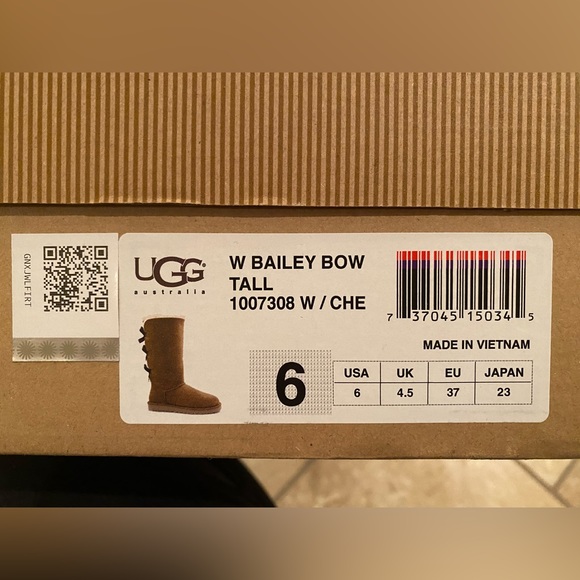 GNXJWLFIRT
UGG®
australia
W BAILEY BOW
TALL
1007308 W / CHE
7 37045 15034 5
MADE IN VIETNAM
6
USA UK EU JAPAN
6 4.5 37 23